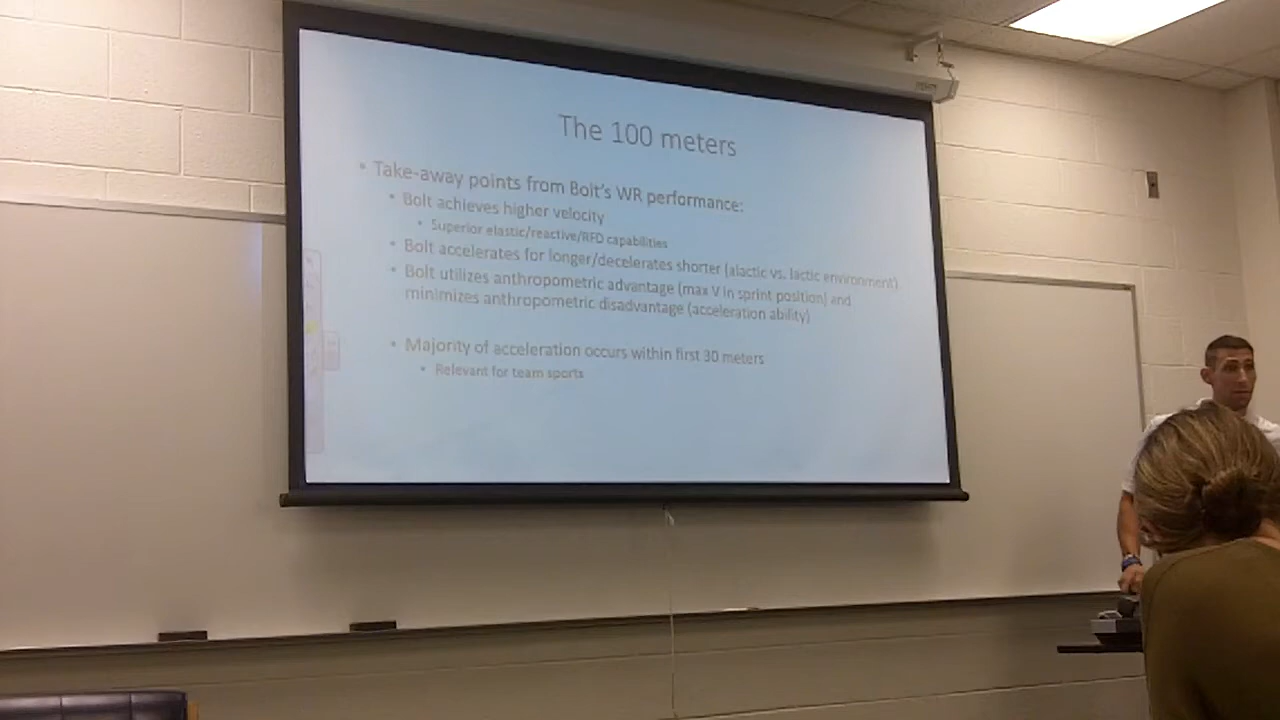 The 100 meters
• Take-away points from Bolt's WR performance:
• Bolt achieves higher velocity
• Superior elastic/reactive/RFD capabilities
• Bolt accelerates for longer/decelerates shorter (alactic vs. lactic environment)
• Bolt utilizes anthropometric advantage (max V in sprint position) and
minimizes anthropometric disadvantage (acceleration ability)
• Majority of acceleration occurs within first 30 meters
• Relevant for team sports